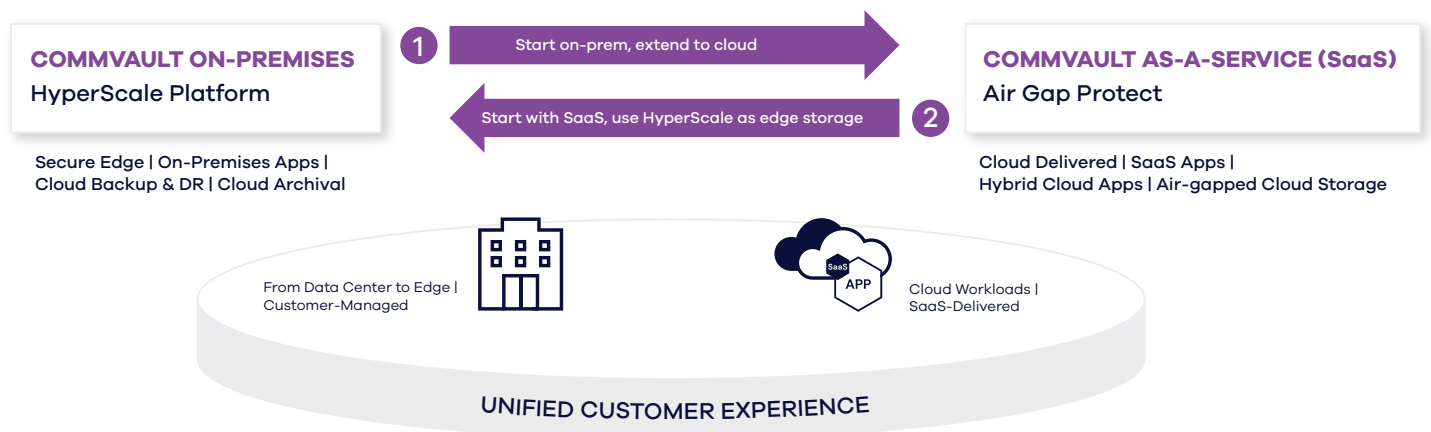 COMMVAULT ON-PREMISES
HyperScale Platform
1
Start on-prem, extend to cloud
Start with SaaS, use HyperScale as edge storage
2
COMMVAULT AS-A-SERVICE (SaaS)
Air Gap Protect
Secure Edge | On-Premises Apps |
Cloud Backup & DR | Cloud Archival
Cloud Delivered | SaaS Apps |
Hybrid Cloud Apps | Air-gapped Cloud Storage
From Data Center to Edge |
Customer-Managed
SaaS
APP
Cloud Workloads |
SaaS-Delivered
UNIFIED CUSTOMER EXPERIENCE